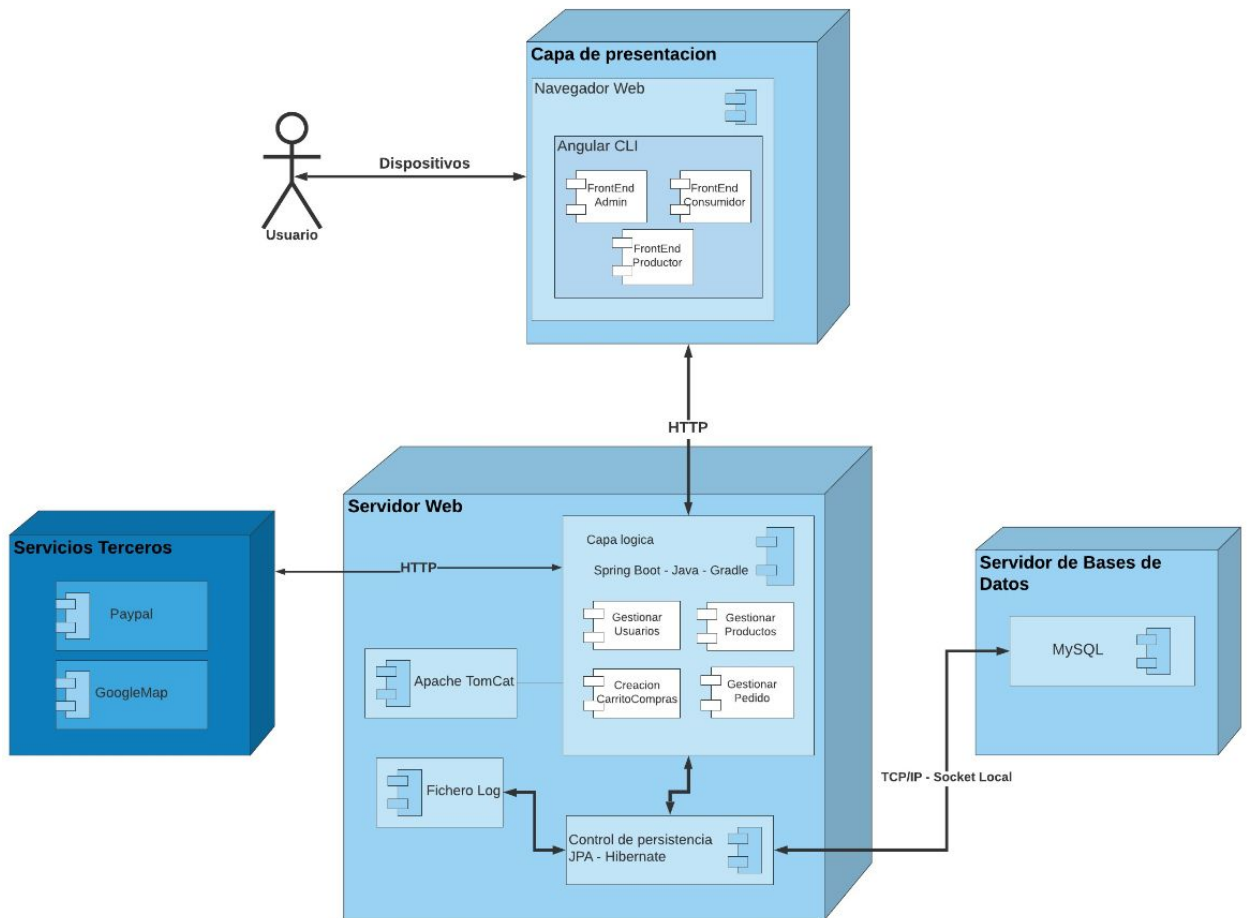 Capa de presentacion
Navegador Web
Angular CLI
FrontEnd
Admin
FrontEnd
Consumidor
FrontEnd
Productor
Dispositivos
Usuario
HTTP
Servidor Web
Capa logica
Spring Boot - Java - Gradle
Gestionar
Usuarios
Gestionar
Productos
Creacion
CarritoCompras
Gestionar
Pedido
Apache TomCat
Fichero Log
Control de persistencia
JPA - Hibernate
Servicios Terceros
Paypal
GoogleMap
HTTP
Servidor de Bases de
Datos
MySQL
TCP/IP - Socket Local